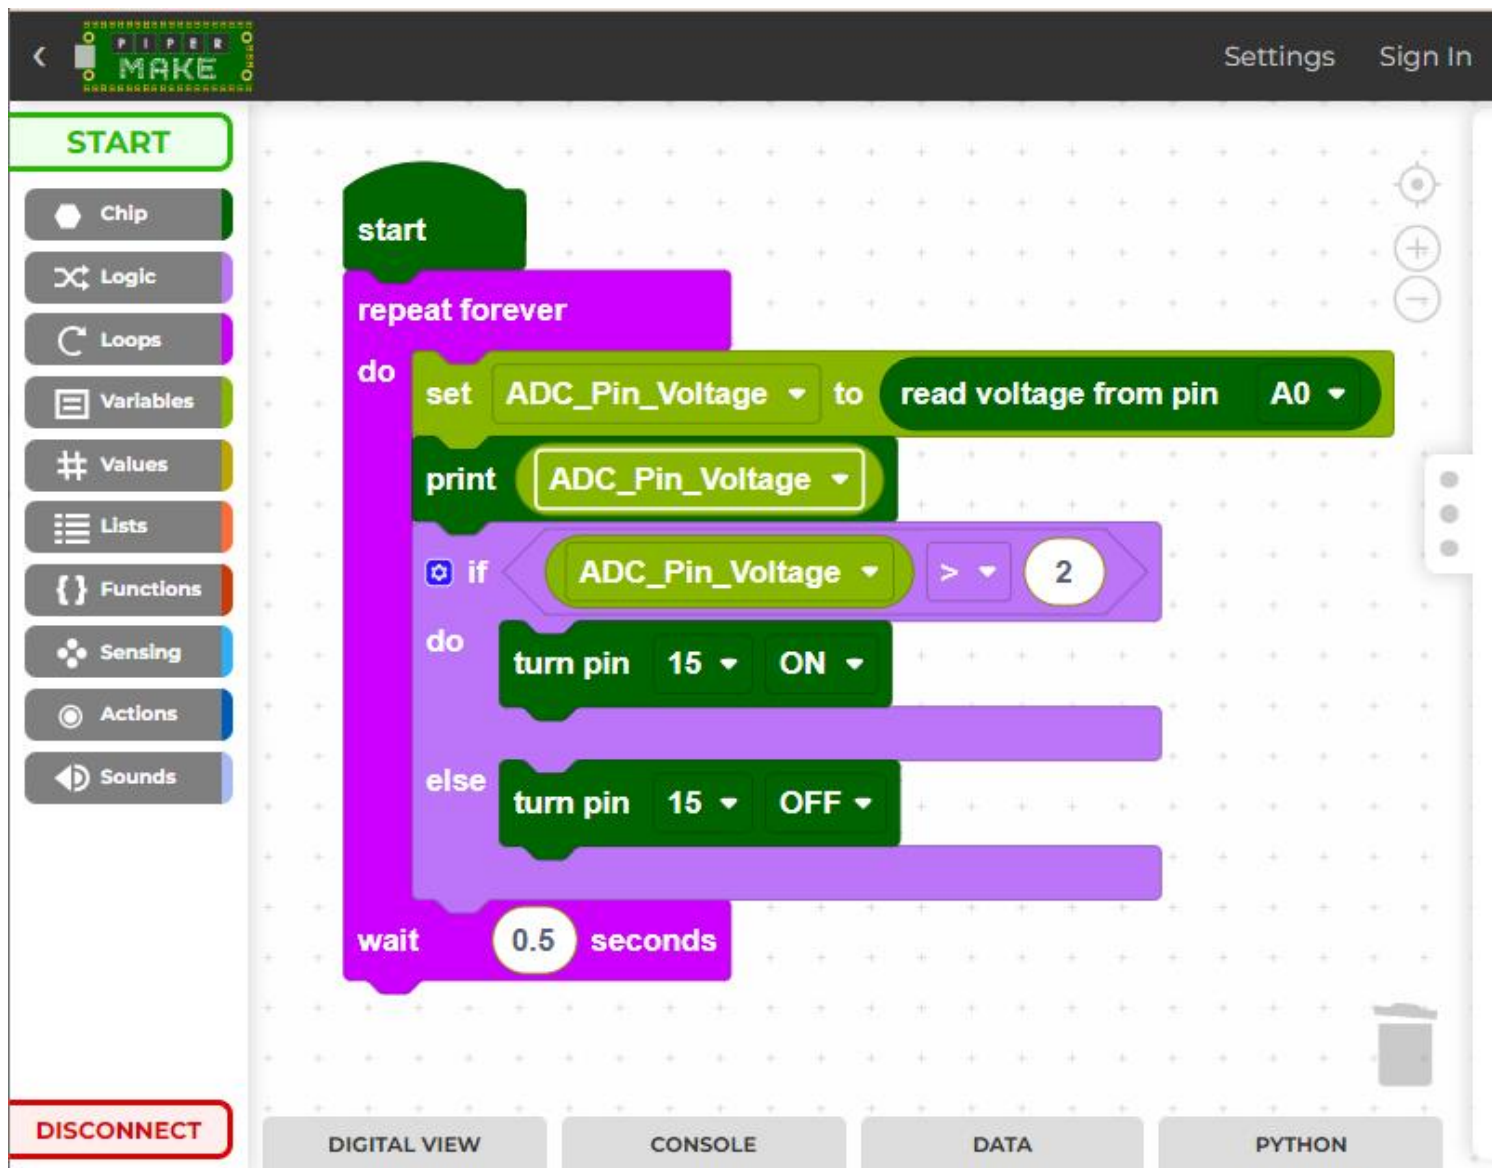 PIPER
MAKE
Settings Sign In
START
Chip
Logic
Loops
Variables
Values
Lists
Functions
Sensing
Actions
Sounds
DISCONNECT
start
repeat forever
do
set ADC_Pin_Voltage to read voltage from pin A0
print ADC_Pin_Voltage
if ADC_Pin_Voltage > 2
do
turn pin 15 ON
else
turn pin 15 OFF
wait 0.5 seconds
DIGITAL VIEW CONSOLE DATA PYTHON